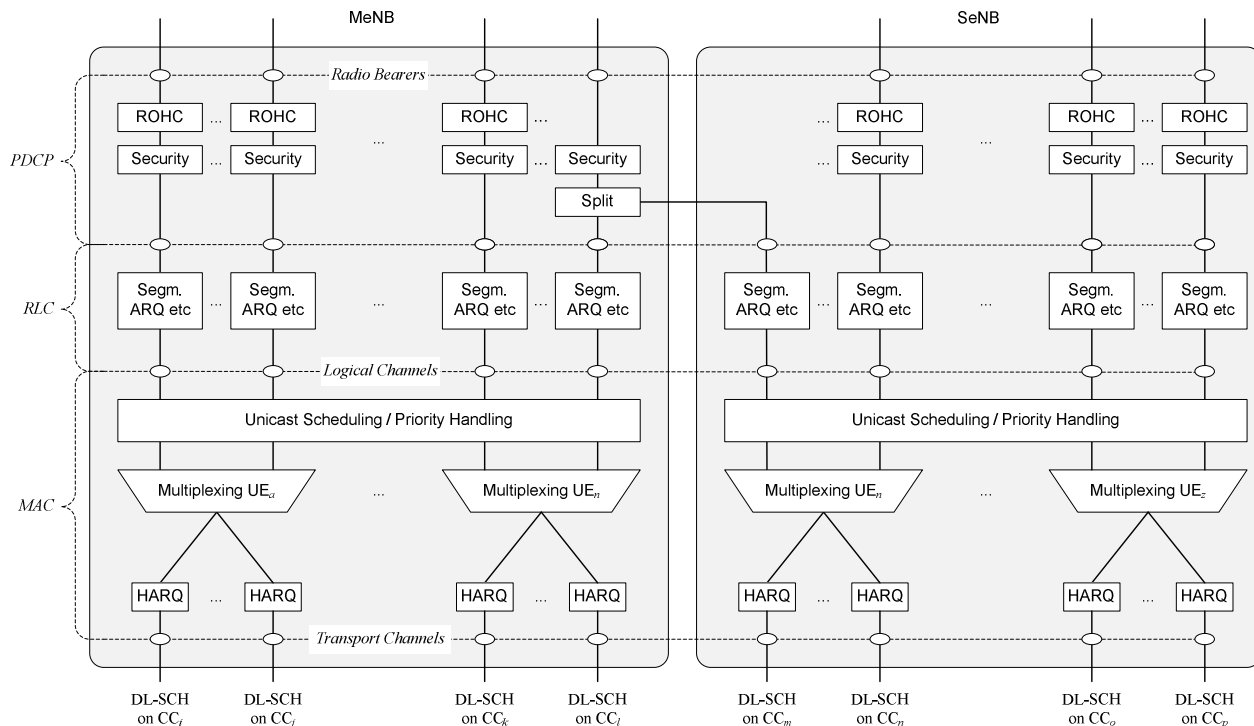 MeNB SeNB
Radio Bearers
ROHC ... ROHC ROHC ... ... ROHC ROHC ... ROHC
... ...
PDCP Security ... Security Security ... Security ... Security Security ... Security
Split
Segm. Segm. Segm. Segm. Segm. Segm. Segm. Segm.
RLC ... ... ... ... ... ... ...
ARQ etc ARQ etc ARQ etc ARQ etc ARQ etc ARQ etc ARQ etc ARQ etc
Logical Channels
Unicast Scheduling / Priority Handling Unicast Scheduling / Priority Handling
Multiplexing UEa ... Multiplexing UEn Multiplexing UEn ... Multiplexing UEz
MAC
HARQ ... HARQ HARQ ... HARQ HARQ ... HARQ HARQ ... HARQ
Transport Channels
DL-SCH DL-SCH DL-SCH DL-SCH DL-SCH DL-SCH DL-SCH DL-SCH
on CCi on CCj on CCk on CCl on CCm on CCn on CCo on CCp